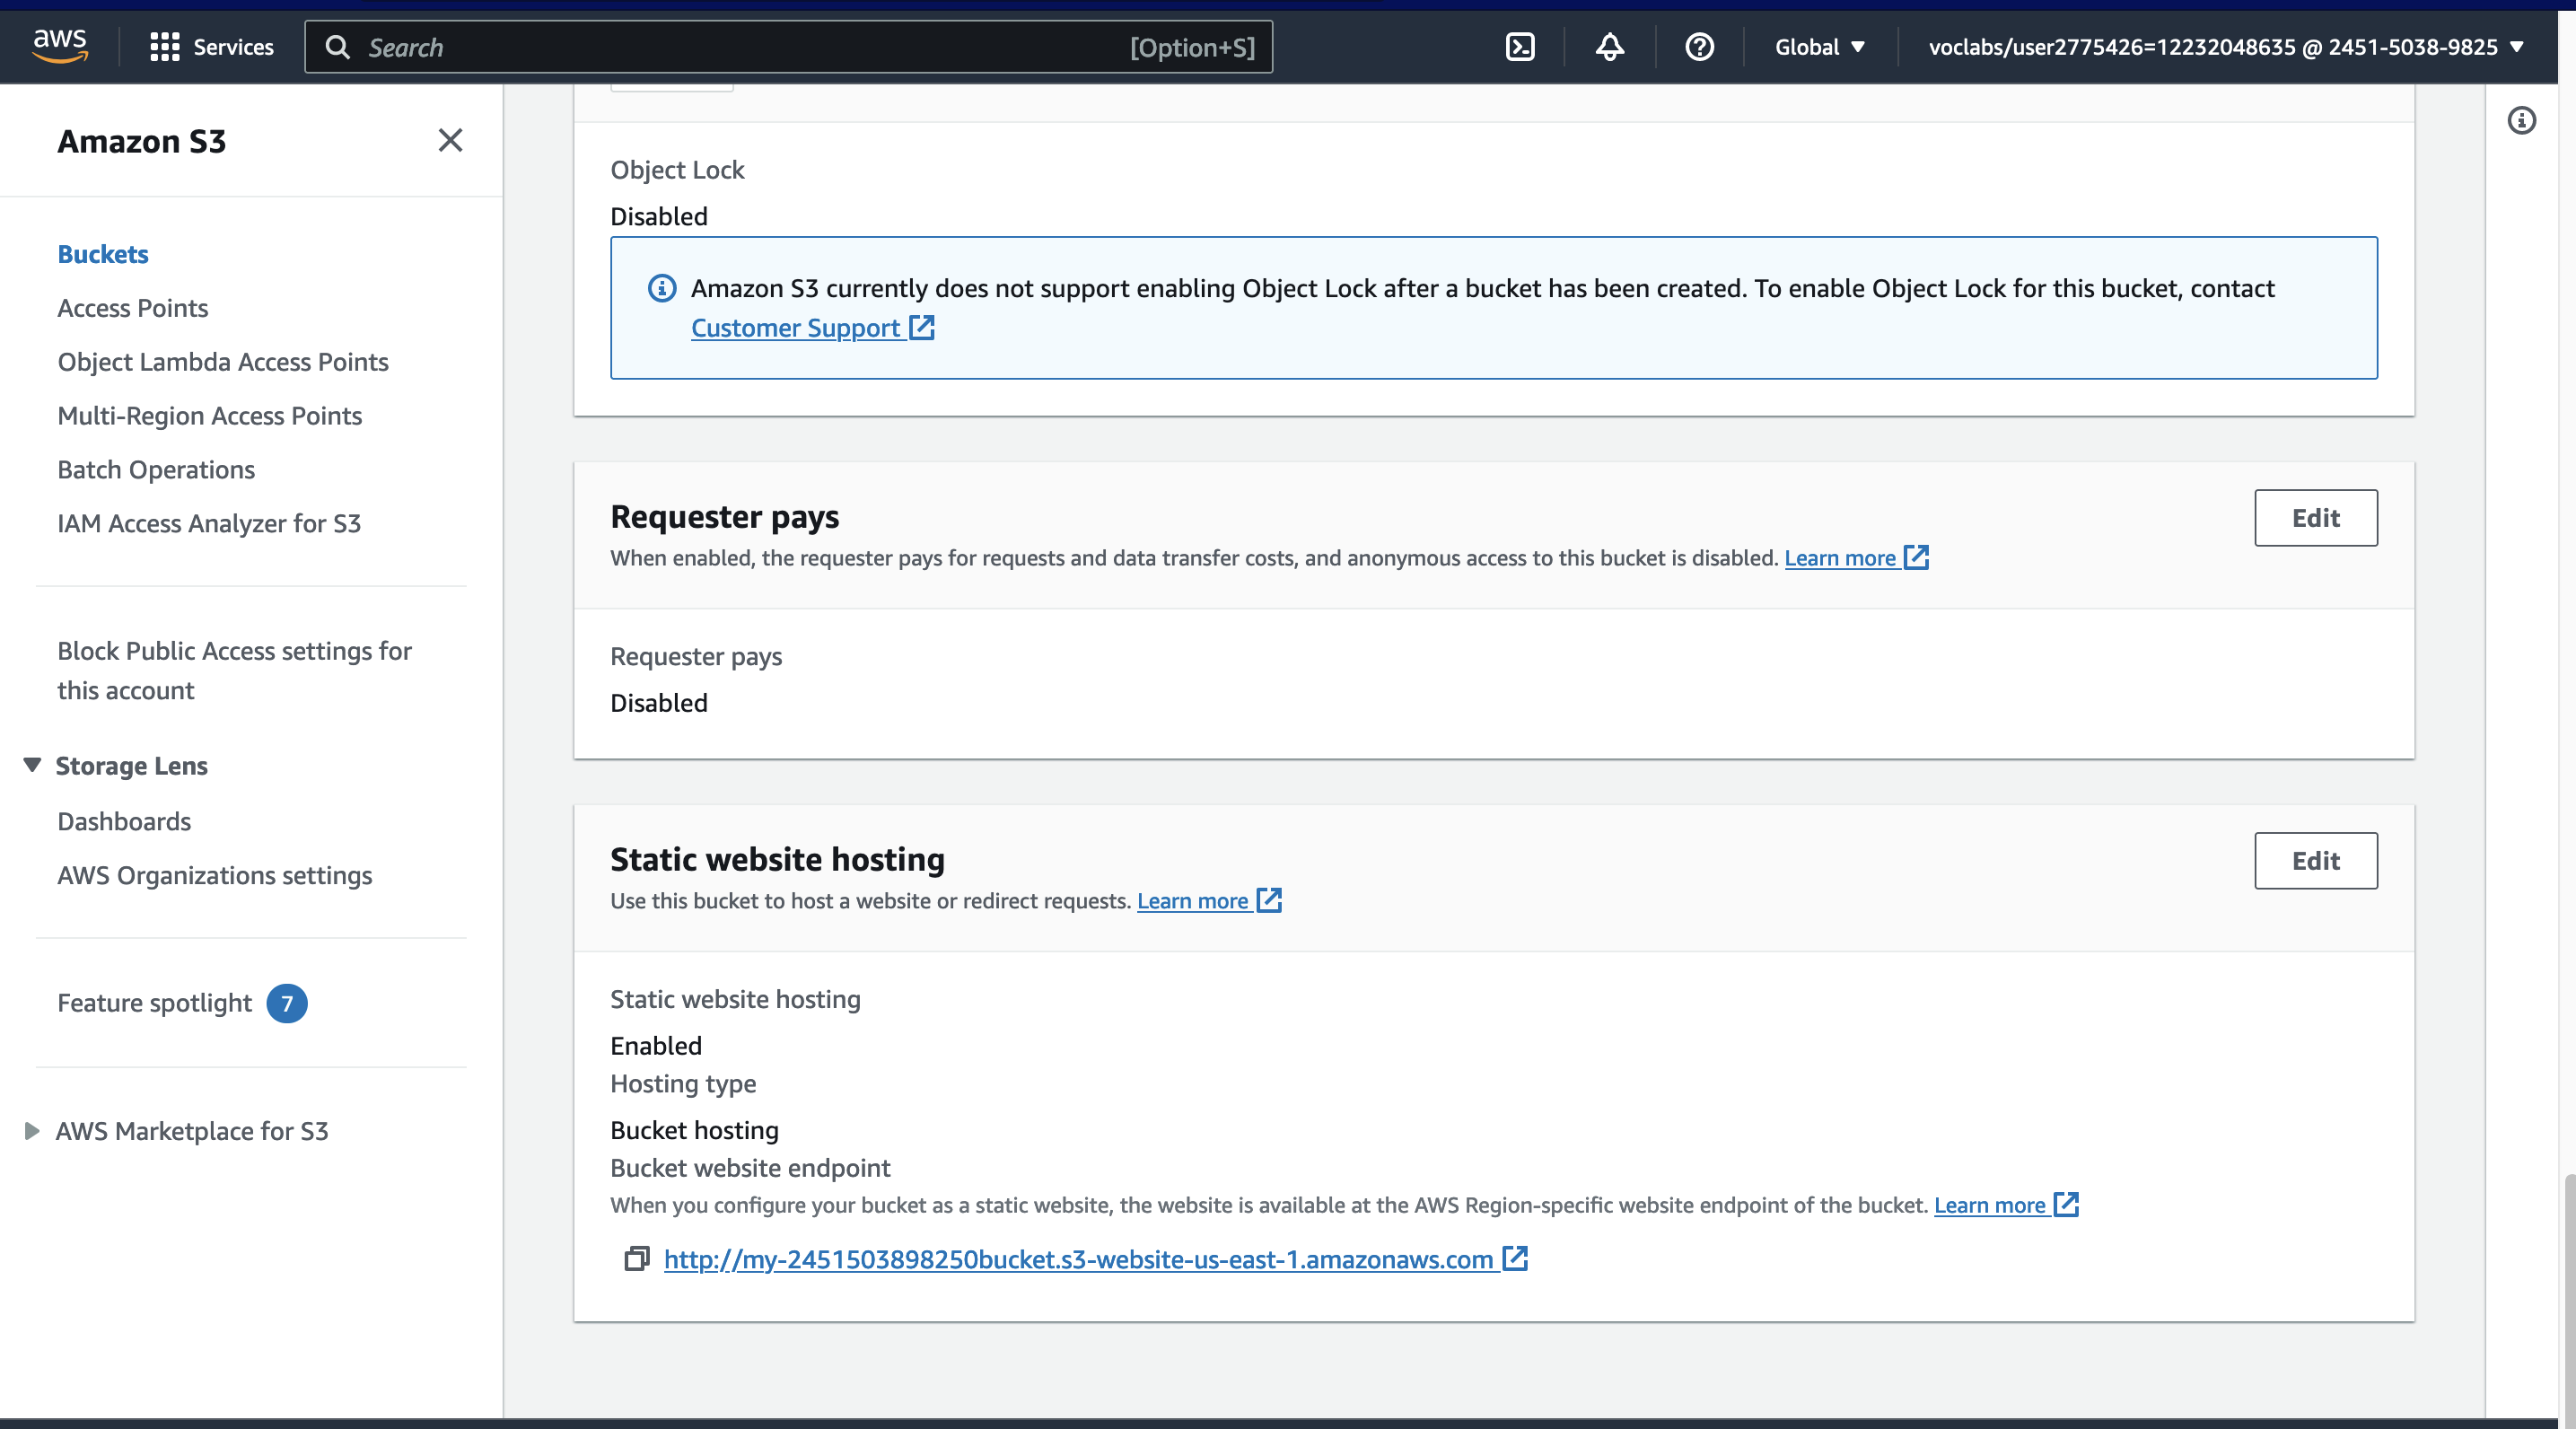 aws
Services
Search
[Option+S]
Global
voclabs/user2775426=12232048635 @ 2451-5038-9825
Amazon S3
Buckets
Access Points
Object Lambda Access Points
Multi-Region Access Points
Batch Operations
IAM Access Analyzer for S3
Block Public Access settings for
this account
Storage Lens
Dashboards
AWS Organizations settings
Feature spotlight 7
AWS Marketplace for S3
Object Lock
Disabled
Amazon S3 currently does not support enabling Object Lock after a bucket has been created. To enable Object Lock for this bucket, contact
Customer Support
Requester pays
Edit
When enabled, the requester pays for requests and data transfer costs, and anonymous access to this bucket is disabled. Learn more
Requester pays
Disabled
Static website hosting
Edit
Use this bucket to host a website or redirect requests. Learn more
Static website hosting
Enabled
Hosting type
Bucket hosting
Bucket website endpoint
When you configure your bucket as a static website, the website is available at the AWS Region-specific website endpoint of the bucket. Learn more
http://my-2451503898250bucket.s3-website-us-east-1.amazonaws.com